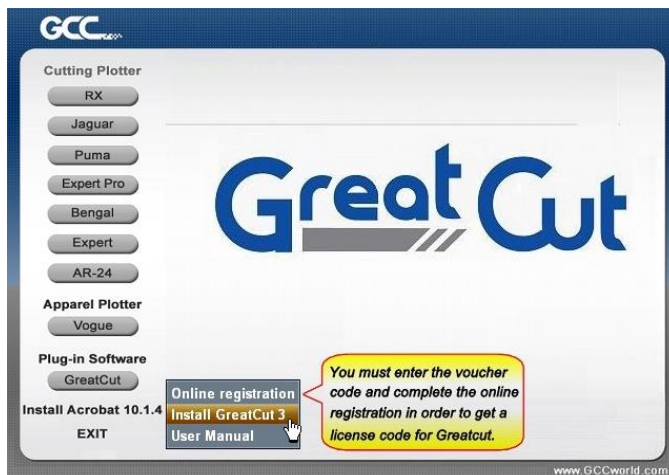 GCC
Cutting Plotter
RX
Jaguar
Puma
Expert Pro
Bengal
Expert
AR-24
Apparel Plotter
Vogue
Plug-in Software
GreatCut
Install Acrobat 10.1.4
EXIT
Great Cut
Online registration
Install GreatCut 3
User Manual
You must enter the voucher
code and complete the online
registration in order to get a
license code for Greatcut.
www.GCCworld.com